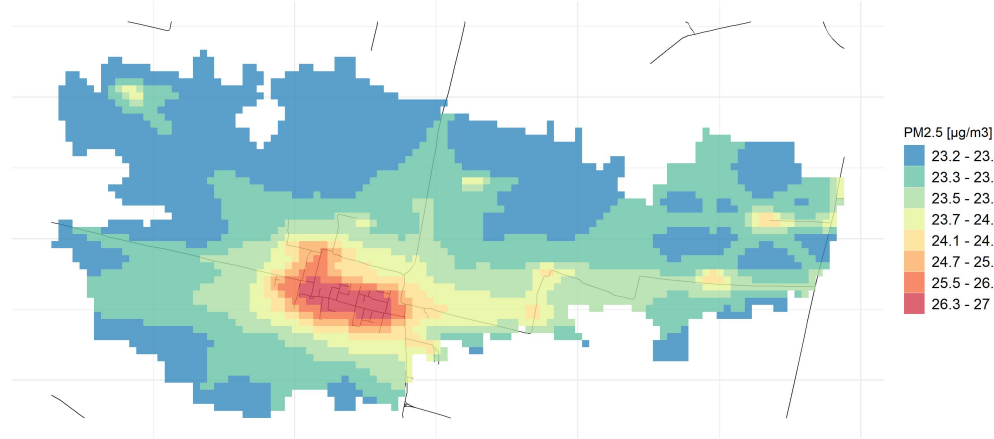 PM2.5 [µg/m3]
23.2 - 23.
23.3 - 23.
23.5 - 23.
23.7 - 24.
24.1 - 24.
24.7 - 25.
25.5 - 26.
26.3 - 27